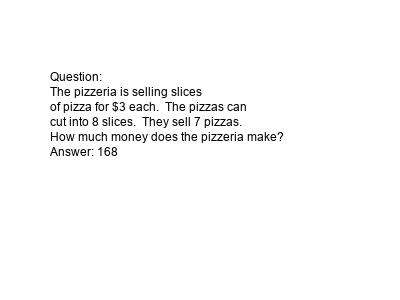 Question:
The pizzeria is selling slices
of pizza for $3 each.  The pizzas can
cut into 8 slices.  They sell 7 pizzas.
How much money does the pizzeria make?
Answer: 168